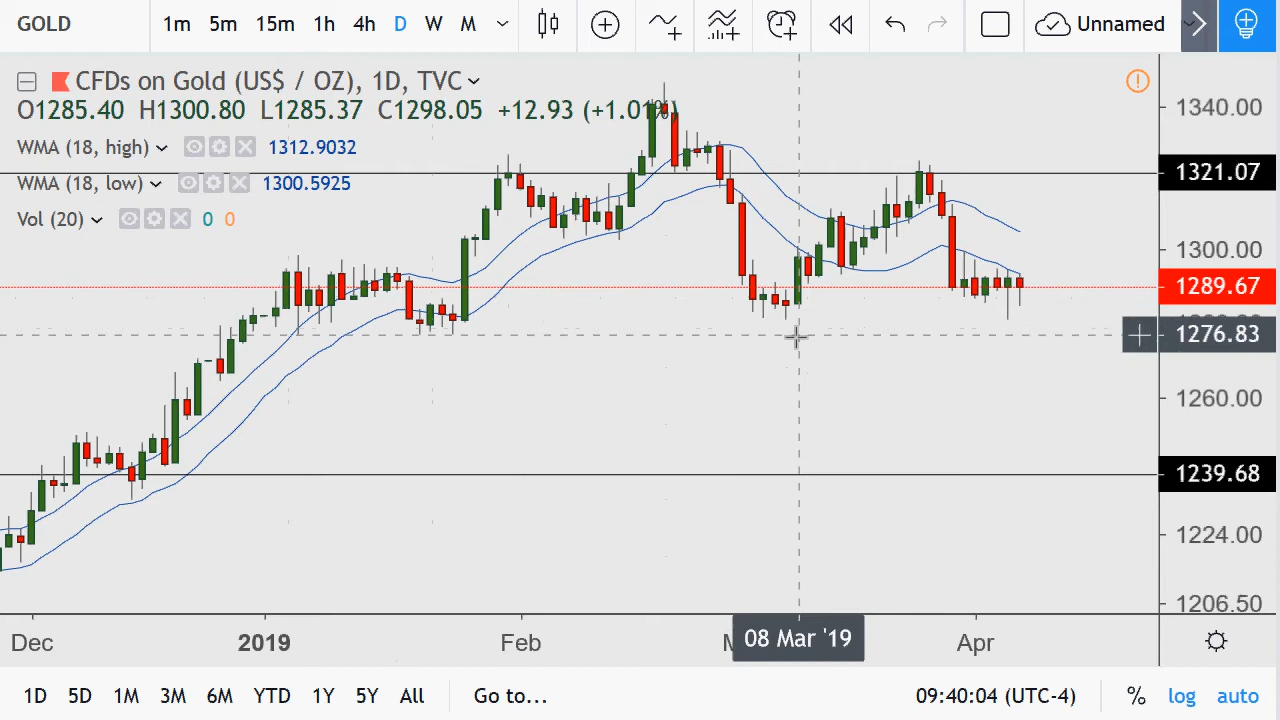 GOLD 1m 5m 15m 1h 4h D W M Unnamed
CFDs on Gold (US$ / OZ), 1D, TVC
O1285.40 H1300.80 L1285.37 C1298.05 +12.93 (+1.01%)
WMA (18, high) 1312.9032
WMA (18, low) 1300.5925
Vol (20) 0 0
1340.00
1321.07
1300.00
1289.67
1276.83
1260.00
1239.68
1224.00
1206.50
Dec 2019 Feb 08 Mar '19 Apr
1D 5D 1M 3M 6M YTD 1Y 5Y All Go to... 09:40:04 (UTC-4) % log auto